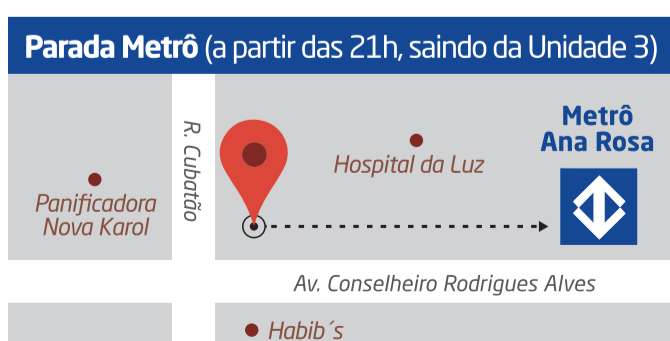 Parada Metrô (a partir das 21h, saindo da Unidade 3)
Metrô
Ana Rosa
R. Cubatão
Hospital da Luz
Panificadora
Nova Karol
Av. Conselheiro Rodrigues Alves
Habib´s